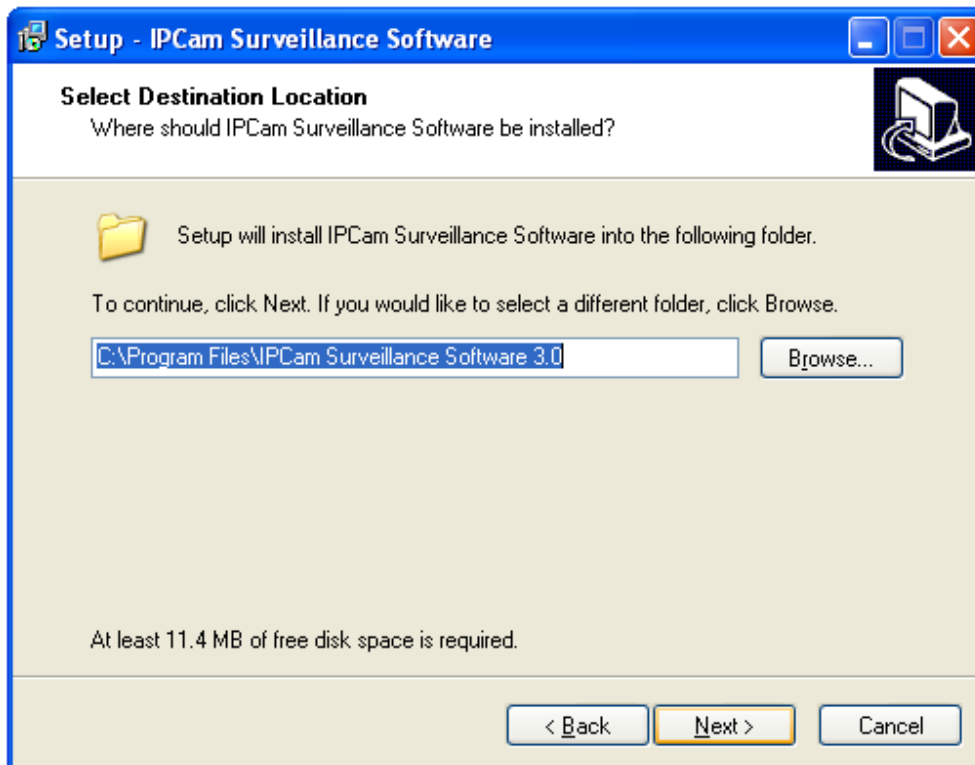 Setup - IPCam Surveillance Software
Select Destination Location
Where should IPCam Surveillance Software be installed?
Setup will install IPCam Surveillance Software into the following folder.
To continue, click Next. If you would like to select a different folder, click Browse.
C:\Program Files\IPCam Surveillance Software 3.0
Browse...
At least 11.4 MB of free disk space is required.
< Back Next > Cancel